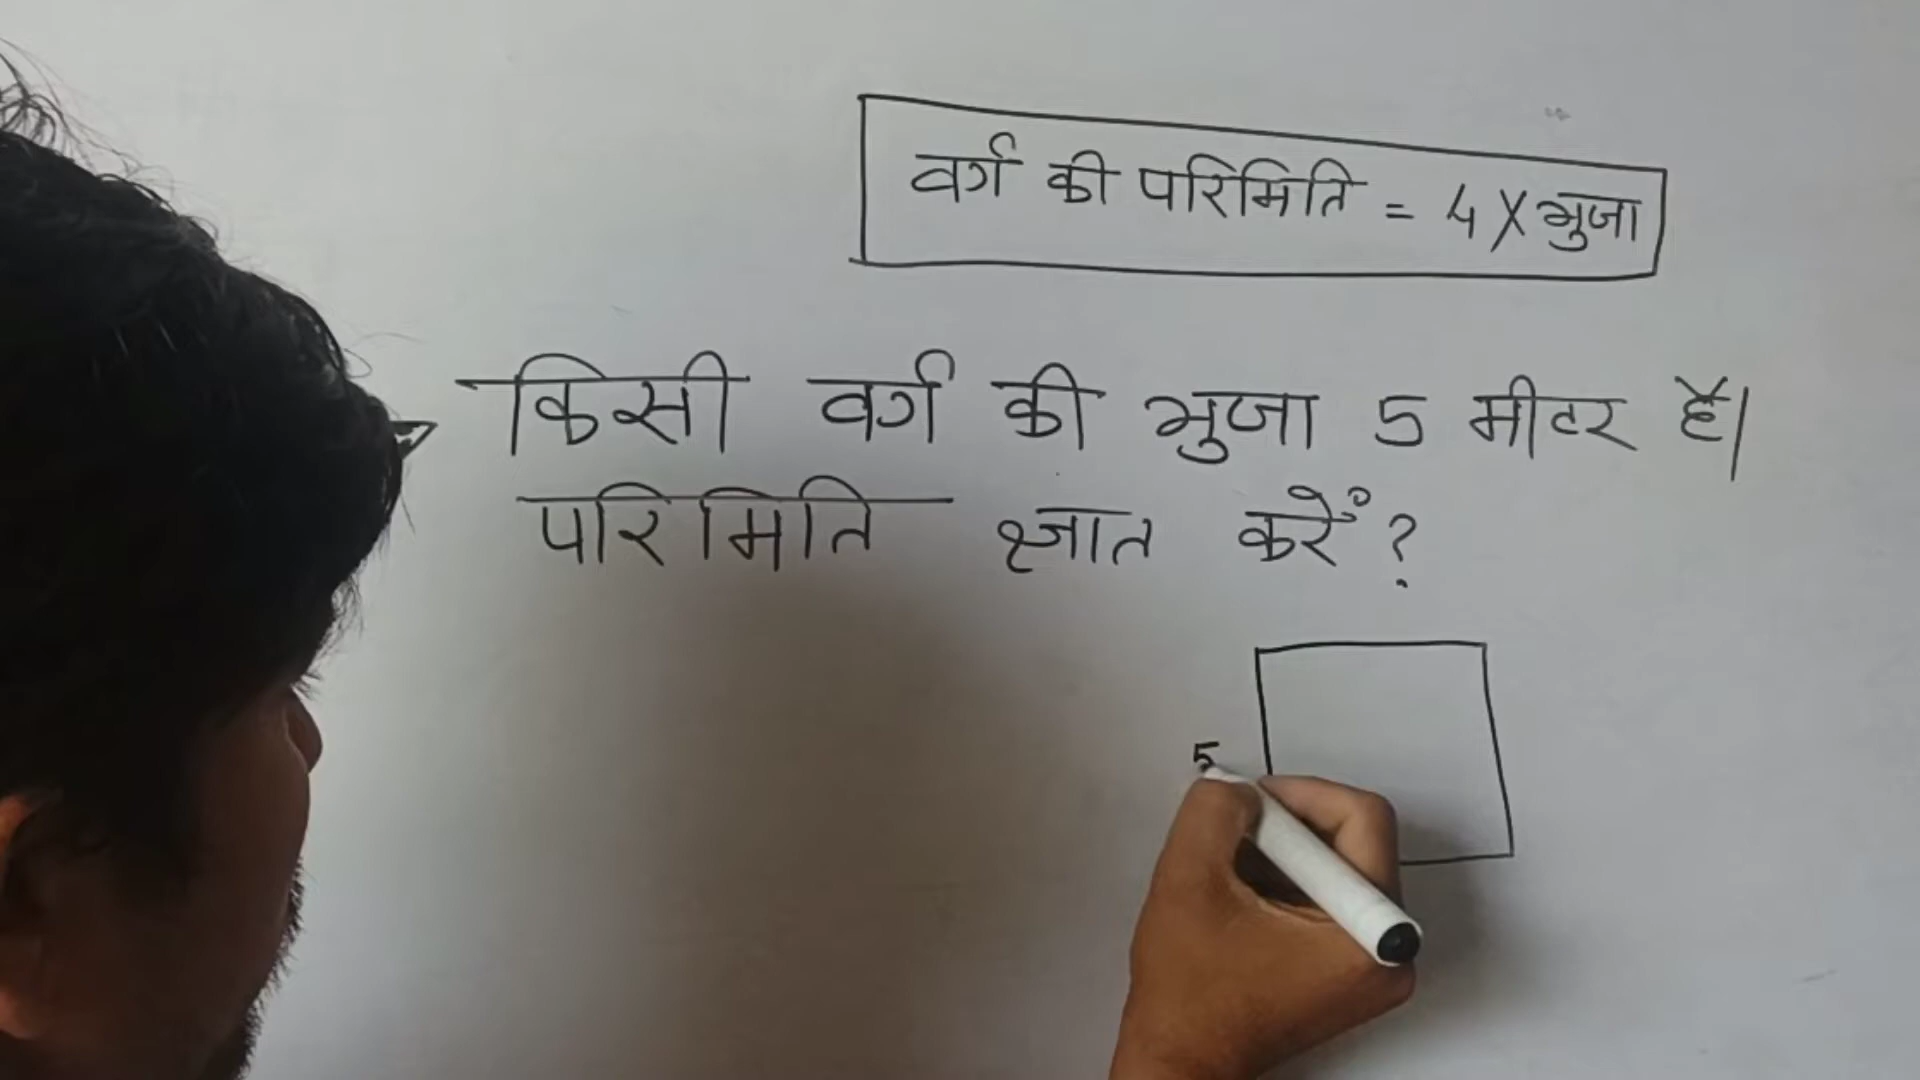 वर्ग की परिमिति = 4 X भुजा
किसी वर्ग की भुजा 5 मीटर है।
परिमिति ज्ञात करें ?
5